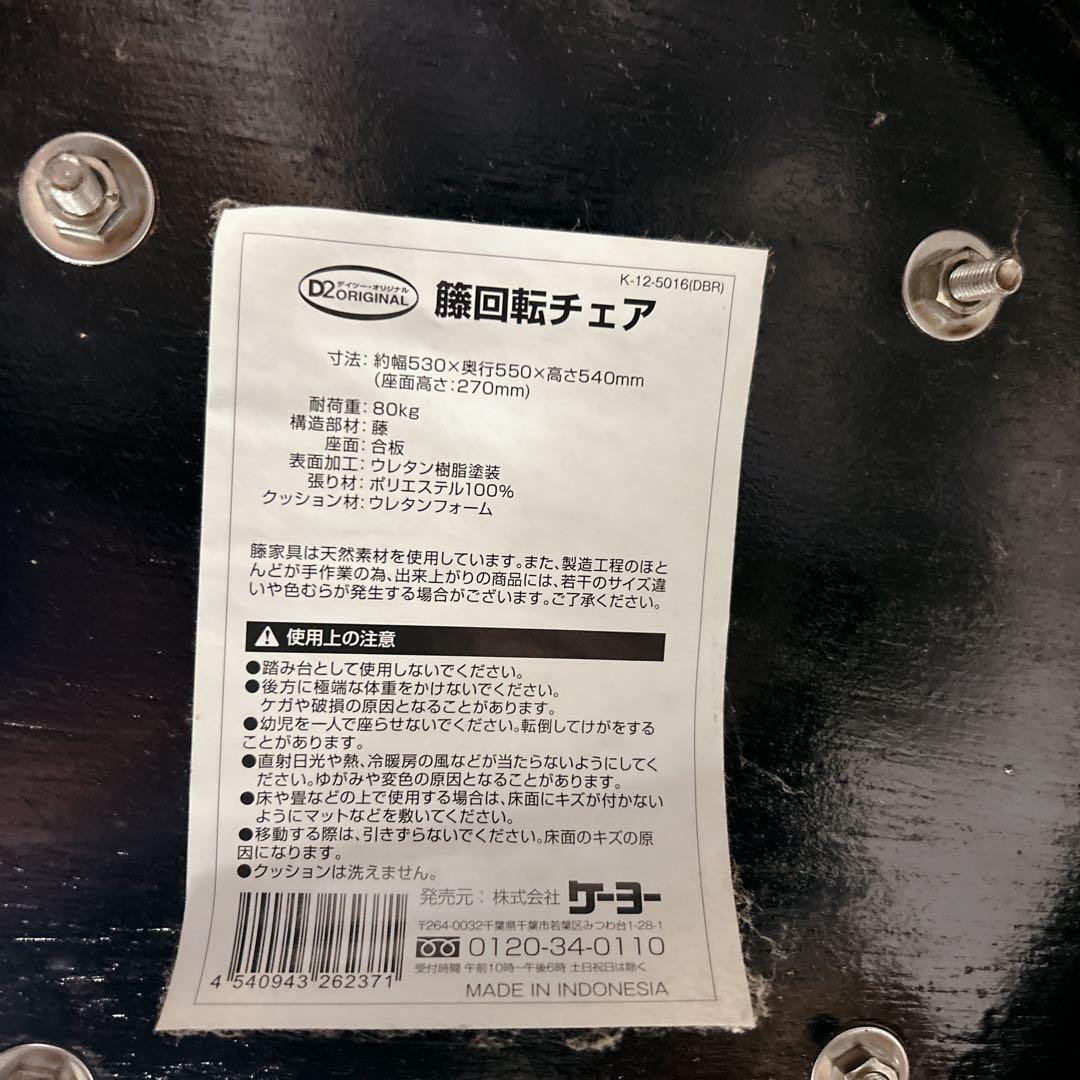 K-12-5016(DBR)
デイツー・オリジナル
D2 ORIGINAL
籐回転チェア
寸法：約幅530×奥行550×高さ540mm
（座面高さ：270mm）
耐荷重：80kg
構造部材：藤
座面：合板
表面加工：ウレタン樹脂塗装
張り材：ポリエステル100%
クッション材：ウレタンフォーム
籐家具は天然素材を使用しています。また、製造工程のほと
んどが手作業の為、出来上がりの商品には、若干のサイズ違
いや色むらが発生する場合がございます。ご了承ください。
使用上の注意
●踏み台として使用しないでください。
●後方に極端な体重をかけないでください。
ケガや破損の原因となることがあります。
●幼児を一人で座らせないでください。転倒してけがをする
ことがあります。
●直射日光や熱、冷暖房の風などが当たらないようにしてく
ださい。ゆがみや変色の原因となることがあります。
●床や畳などの上で使用する場合は、床面にキズが付かない
ようにマットなどを敷いてください。
●移動する際は、引きずらないでください。床面のキズの原
因になります。
●クッションは洗えません。
発売元：株式会社 ケーヨー
〒264-0032千葉県千葉市若葉区みつわ台1-28-1
0120-34-0110
受付時間 午前10時〜午後6時 土日祝日は除く
4 540943 262371
MADE IN INDONESIA